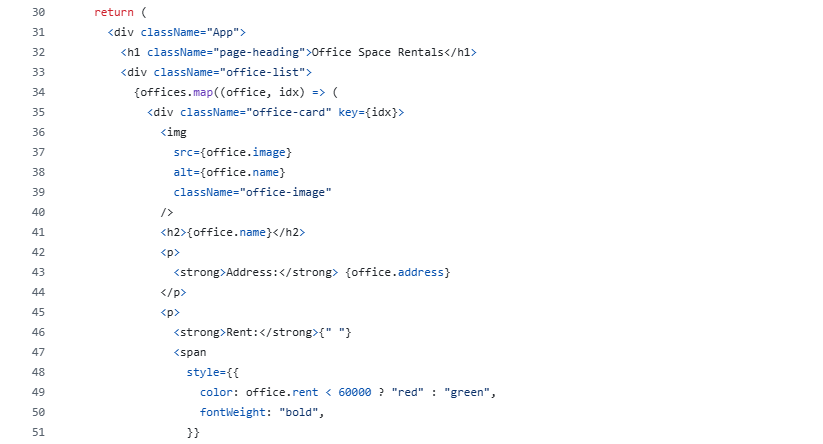 30 return (
31 <div className="App">
32 <h1 className="page-heading">Office Space Rentals</h1>
33 <div className="office-list">
34 {offices.map((office, idx) => (
35 <div className="office-card" key={idx}>
36 <img
37 src={office.image}
38 alt={office.name}
39 className="office-image"
40 />
41 <h2>{office.name}</h2>
42 <p>
43 <strong>Address:</strong> {office.address}
44 </p>
45 <p>
46 <strong>Rent:</strong>{" "}
47 <span
48 style={{
49 color: office.rent < 60000 ? "red" : "green",
50 fontWeight: "bold",
51 }}